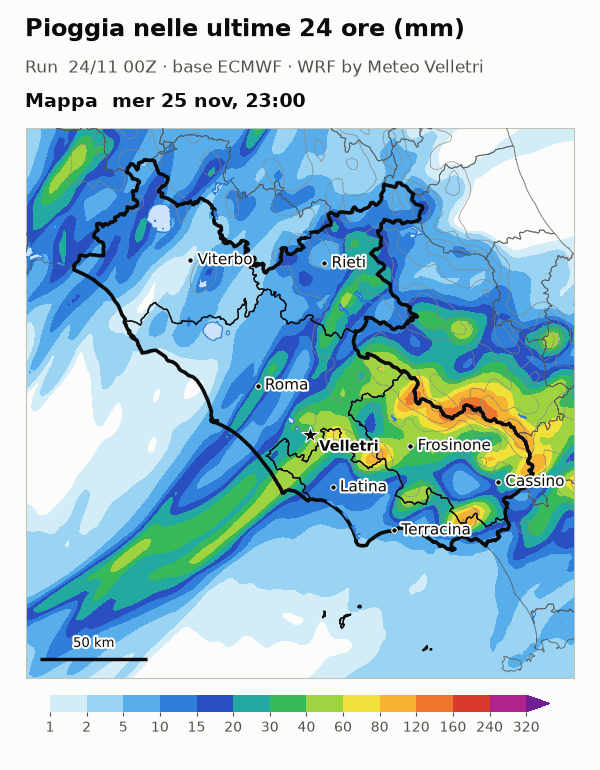 Pioggia nelle ultime 24 ore (mm)
Run  24/11 00Z · base ECMWF · WRF by Meteo Velletri
Mappa  mer 25 nov, 23:00
Viterbo
Rieti
Roma
Velletri
Frosinone
Cassino
Latina
Terracina
50 km
1 2 5 10 15 20 30 40 60 80 120 160 240 320